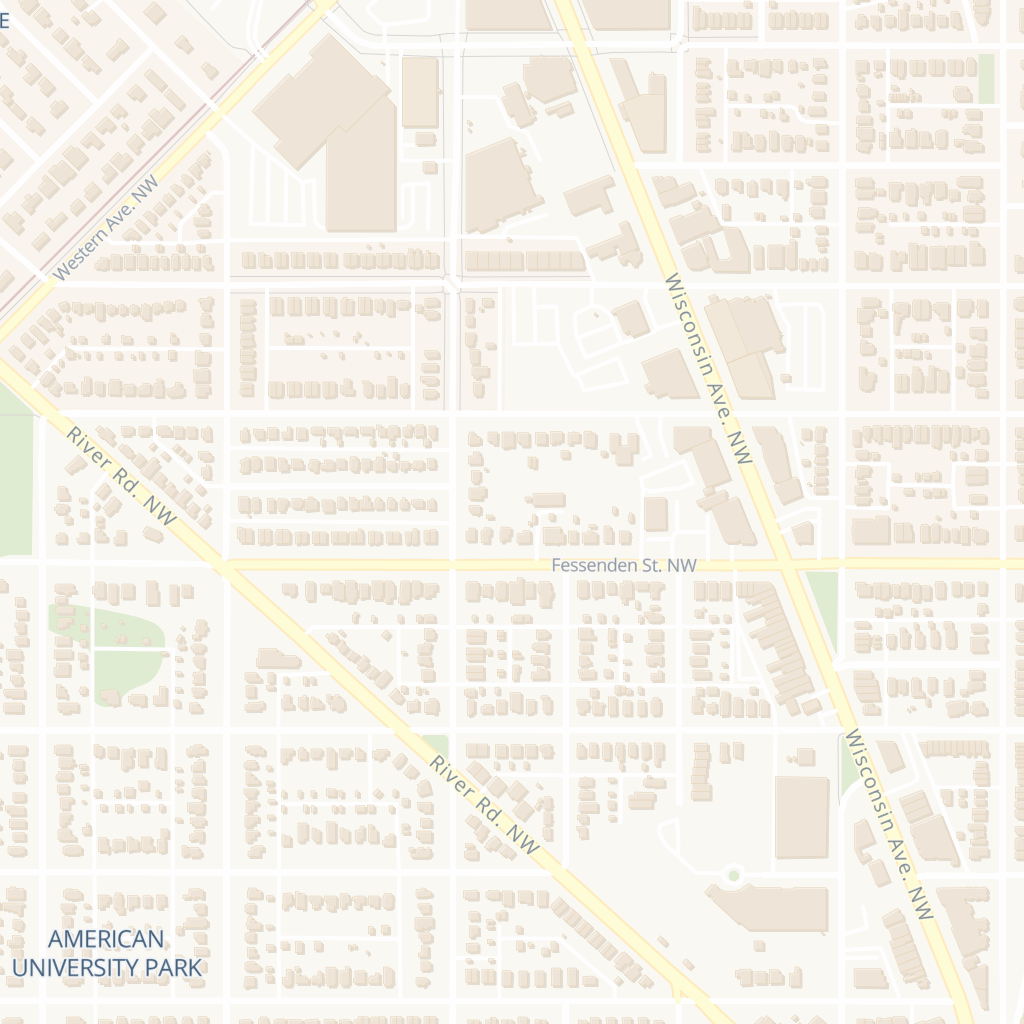 E
Western Ave. NW
Wisconsin Ave. NW
River Rd. NW
Fessenden St. NW
River Rd. NW
Wisconsin Ave. NW
AMERICAN
UNIVERSITY PARK